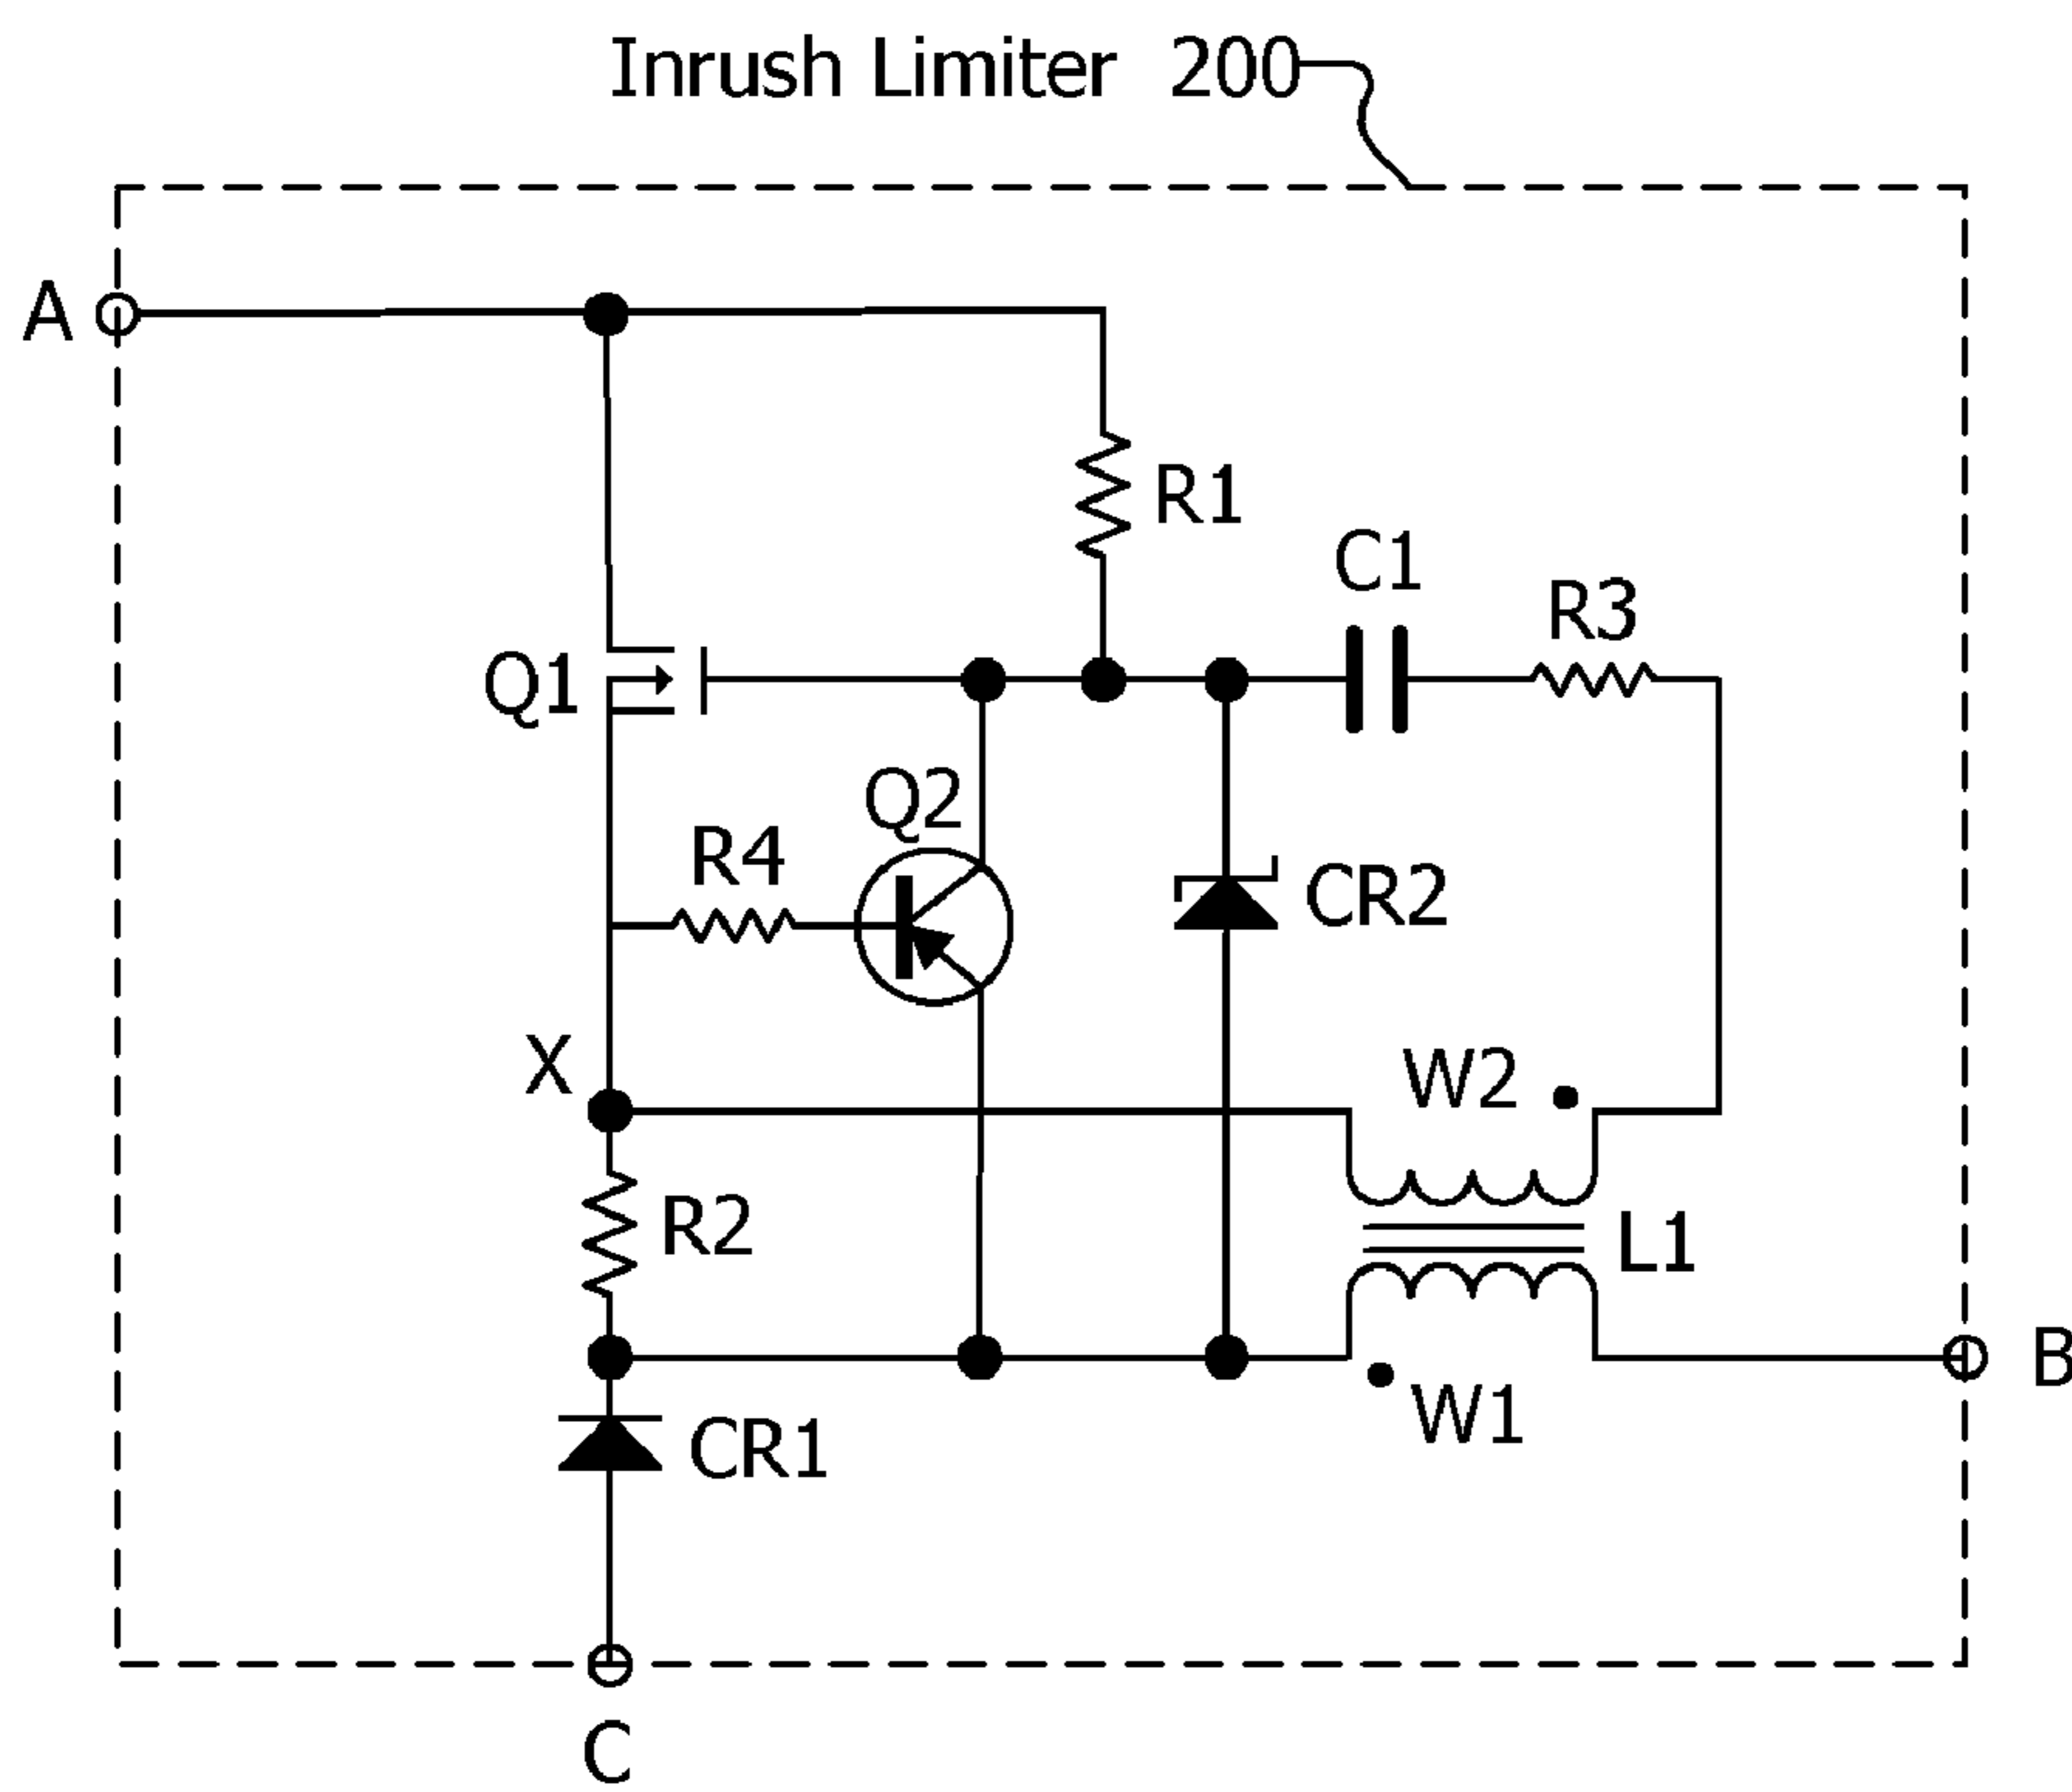 Inrush Limiter 200
A
R1
C1
R3
Q1
Q2
R4
CR2
X
W2
R2
L1
B
W1
CR1
C